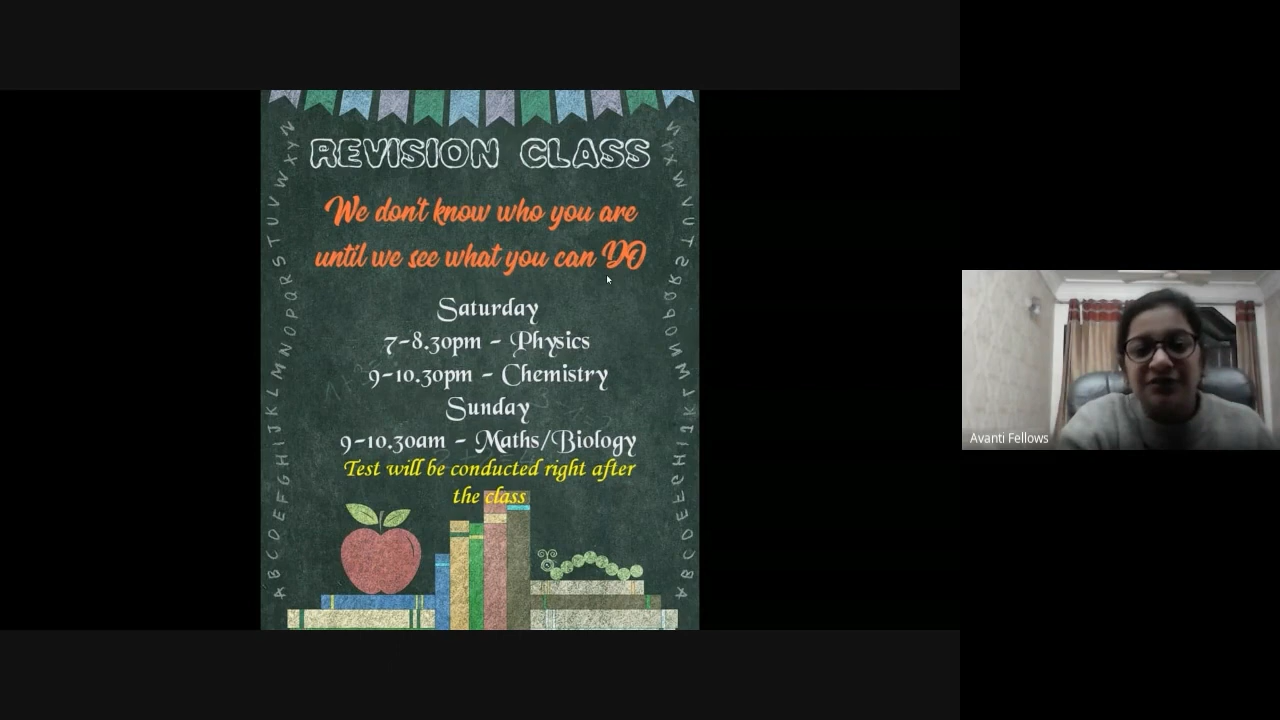 REVISION CLASS
We don't know who you are
until we see what you can DO
Saturday
7-8.30pm - Physics
9-10.30pm - Chemistry
Sunday
9-10.30am - Maths/Biology
Test will be conducted right after
the class
A B C D E F G H I J K L M N O P Q R S T U V W X Y Z
A B C D E F G H I J K L M N O P Q R S T U V W X Y Z
Avanti Fellows